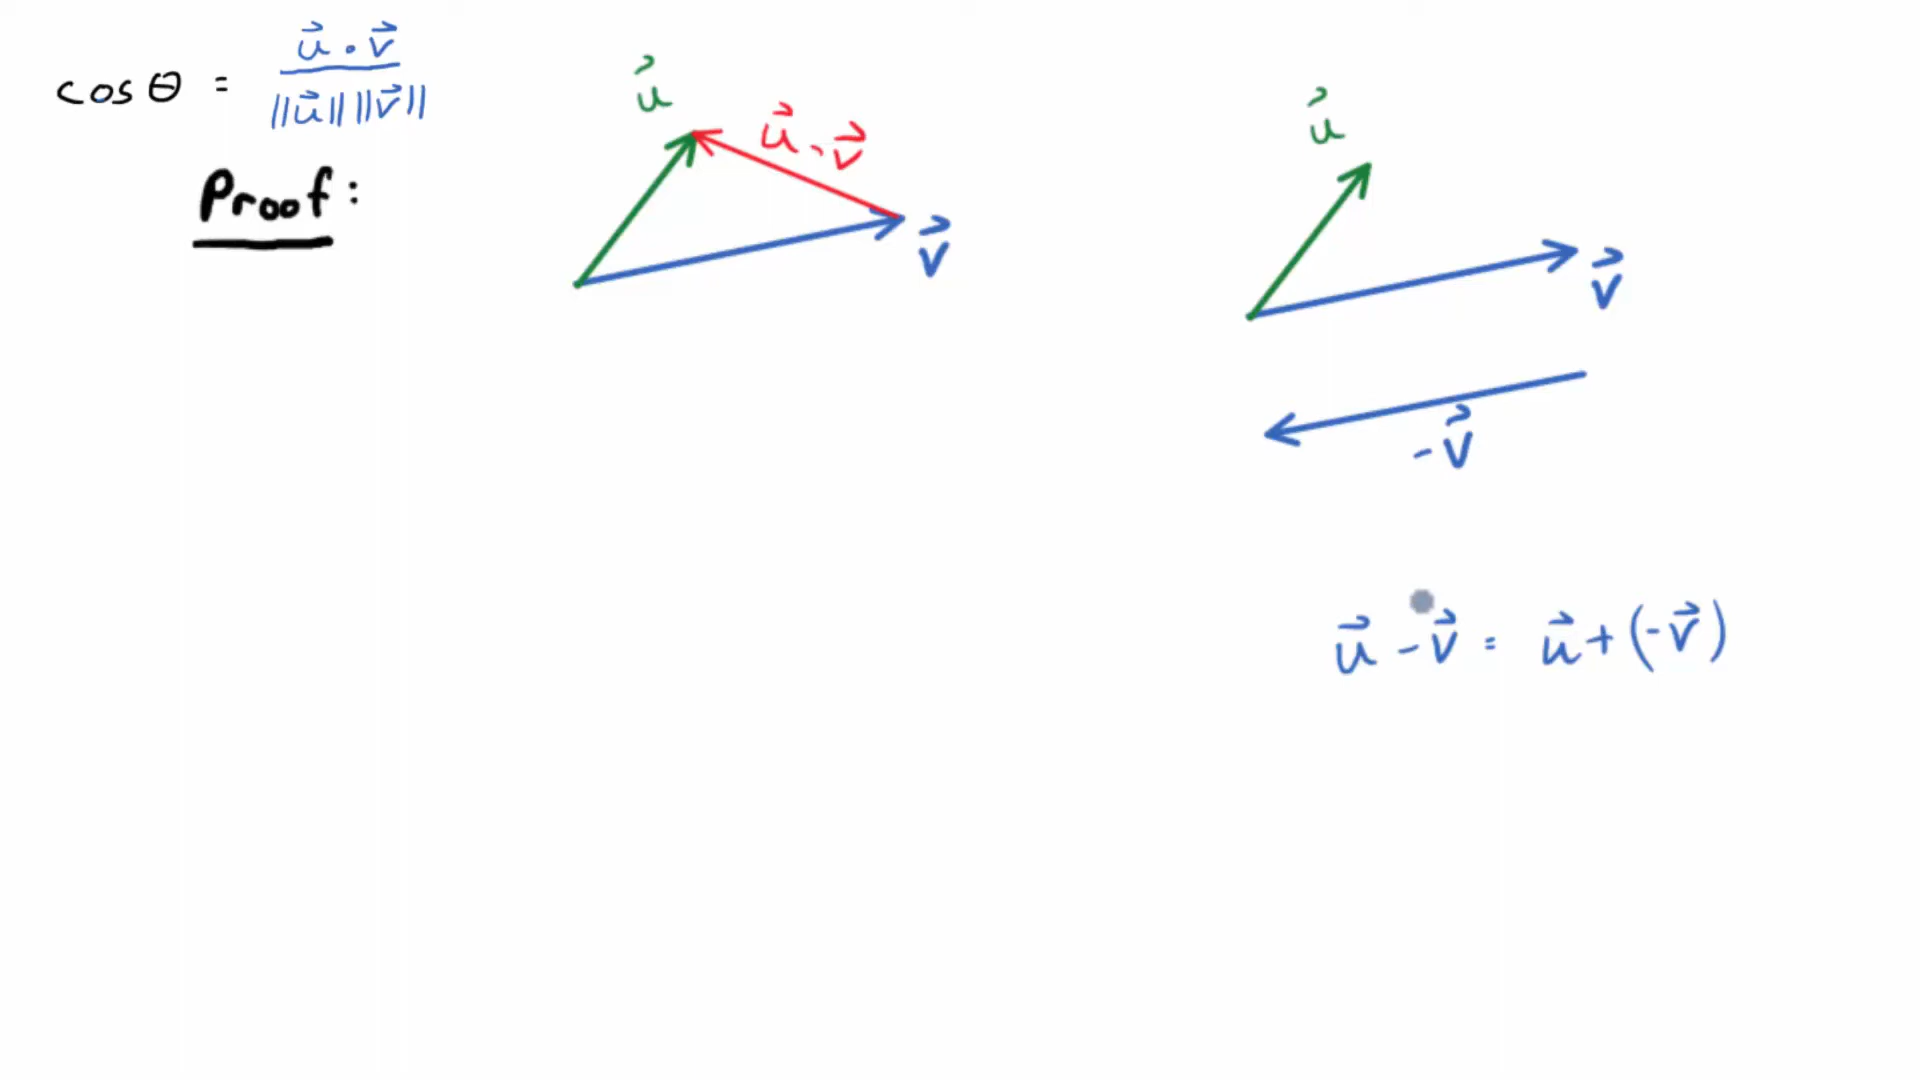 cos θ = u⃗ · v⃗ / ||u⃗|| ||v⃗||
Proof:
u⃗
u⃗ - v⃗
v⃗
u⃗
v⃗
-v⃗
u⃗ - v⃗ = u⃗ + (-v⃗)